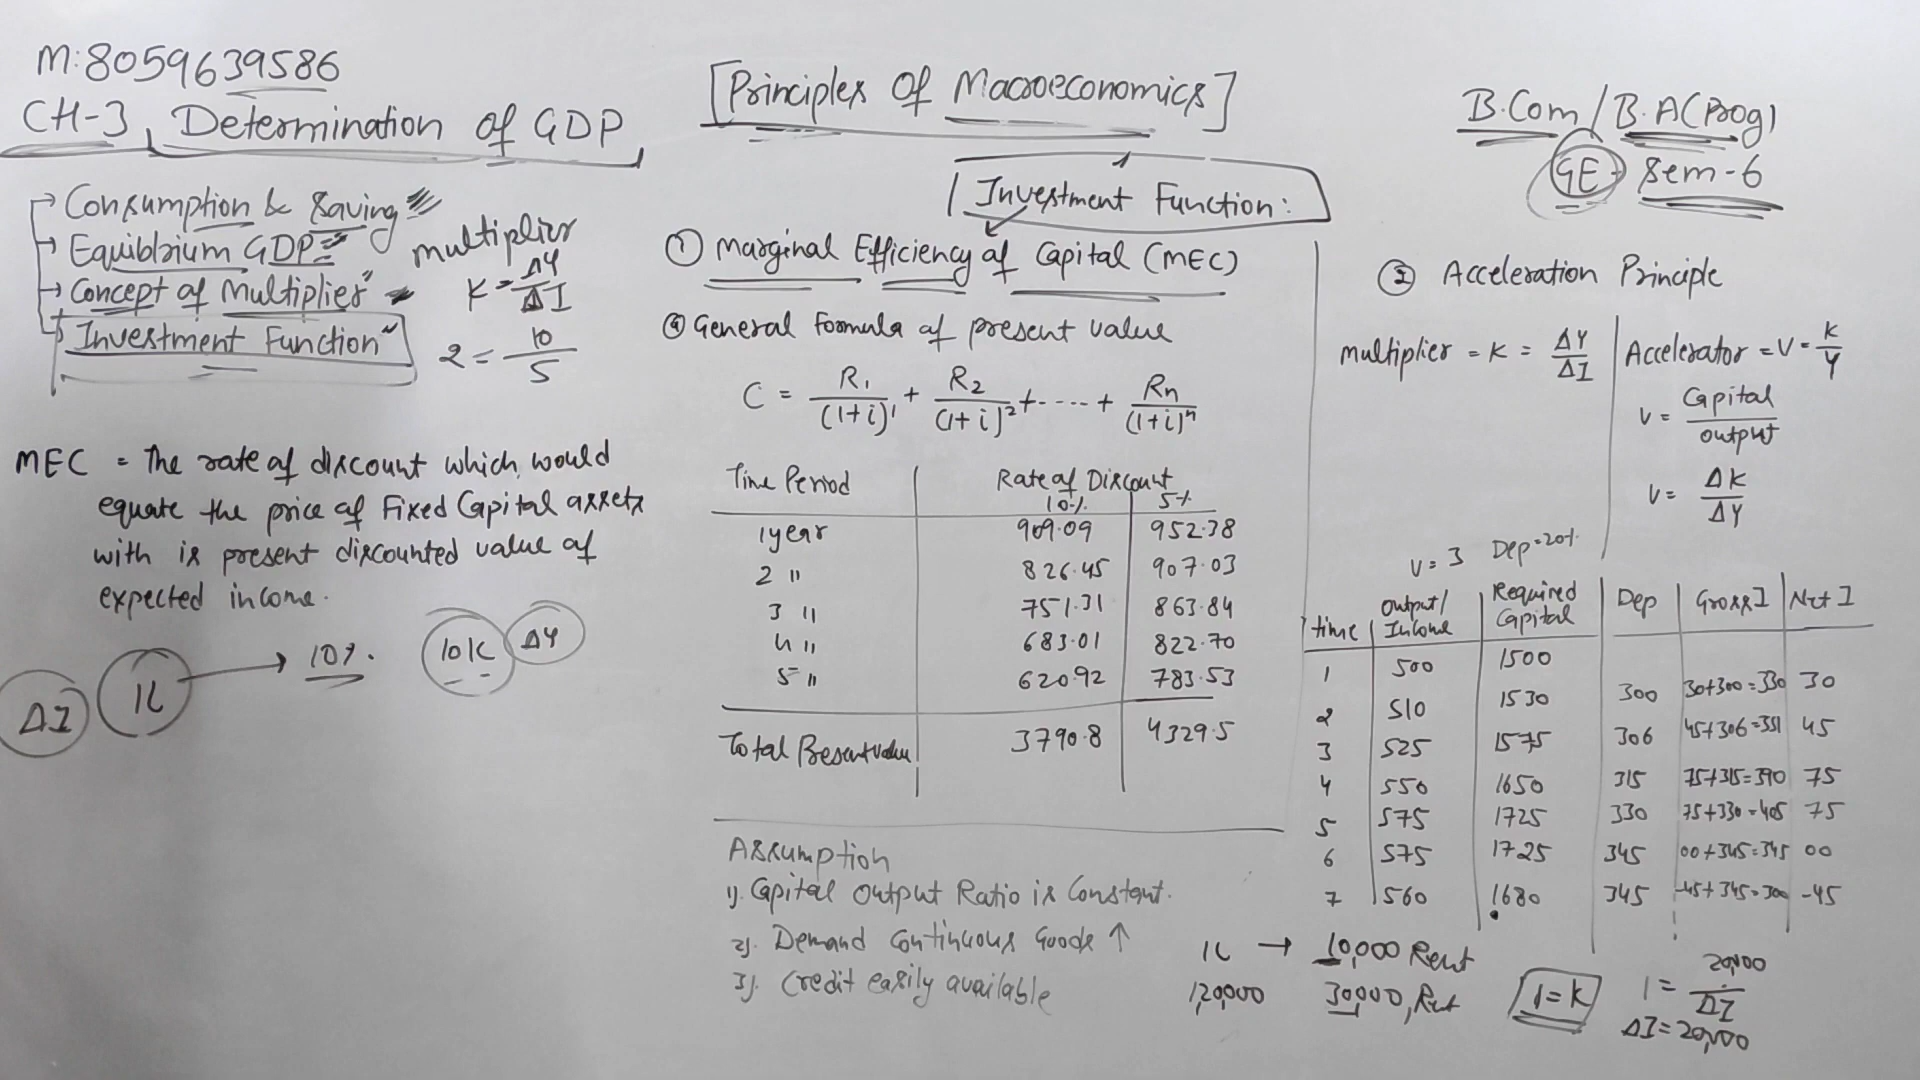 M:8059639586
CH-3, Determination of GDP
→ Consumption & Saving
→ Equiblrium GDP
→ Concept of Multiplier
→ Investment Function
multiplier
K = ΔY/ΔI
2 = 10/5
MEC = The rate of discount which would
equate the price of Fixed Capital assets
with is present discounted value of
expected income.
ΔI 1L → 10%. 10K ΔY
[Principles Of Macroeconomics]
Investment Function:
① Marginal Efficiency of Capital (MEC)
ⓐ General Formula of present value
C = R₁/(1+i)¹ + R₂/(1+i)² + ---- + Rn/(1+i)ⁿ
Time Period Rate of Discount
10% 5%
1 year 909.09 952.38
2 " 826.45 907.03
3 " 751.31 863.84
4 " 683.01 822.70
5 " 620.92 783.53
Total Present value 3790.8 4329.5
Assumption
1). Capital Output Ratio is Constant.
2). Demand Continuous Goods ↑
3). Credit easily available
B.Com/B.A(Prog)
GE - Sem-6
② Acceleration Principle
multiplier = K = ΔY/ΔI
Accelerator = V = K/Y
V = Capital/output
V = ΔK/ΔY
V=3 Dep=20%
time Output/Income Required Capital Dep Gross I Net I
1 500 1500
2 510 1530 300 30+300=330 30
3 525 1575 306 45+306=351 45
4 550 1650 315 75+315=390 75
5 575 1725 330 75+330=405 75
6 575 1725 345 00+345=345 00
7 560 1680 345 -45+345=300 -45
1L → 10,000 Rent
1,20,000 30,000, Rent
1=K
1 = 20,000/ΔI
ΔI = 20,000